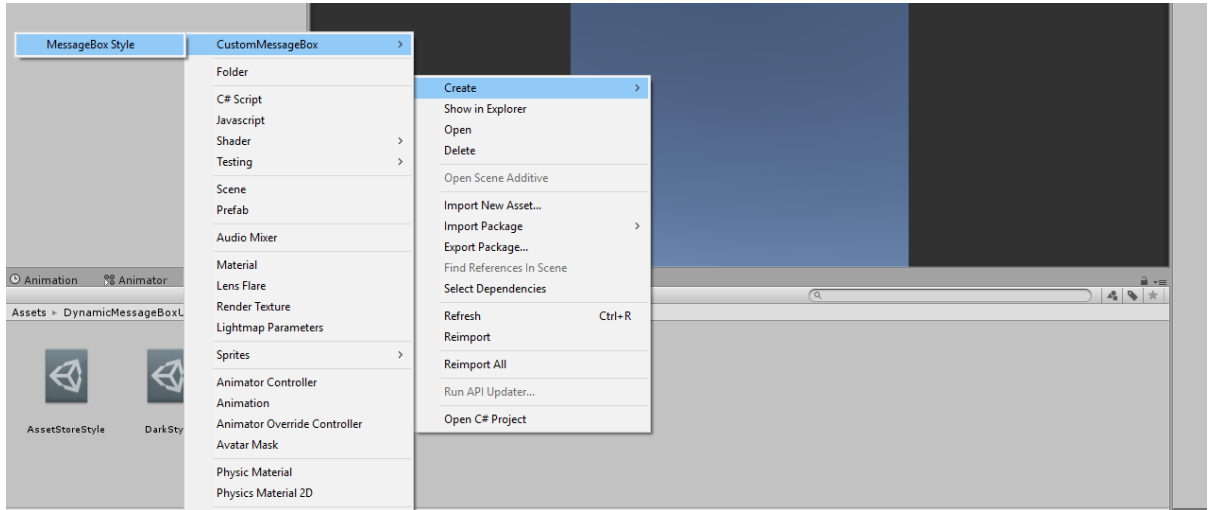 MessageBox Style
CustomMessageBox
Folder
C# Script
Javascript
Shader
Testing
Scene
Prefab
Audio Mixer
Material
Lens Flare
Render Texture
Lightmap Parameters
Sprites
Animator Controller
Animation
Animator Override Controller
Avatar Mask
Physic Material
Physics Material 2D
Create
Show in Explorer
Open
Delete
Open Scene Additive
Import New Asset...
Import Package
Export Package...
Find References In Scene
Select Dependencies
Refresh Ctrl+R
Reimport
Reimport All
Run API Updater...
Open C# Project
Animation Animator
Assets DynamicMessageBoxU
AssetStoreStyle DarkSty